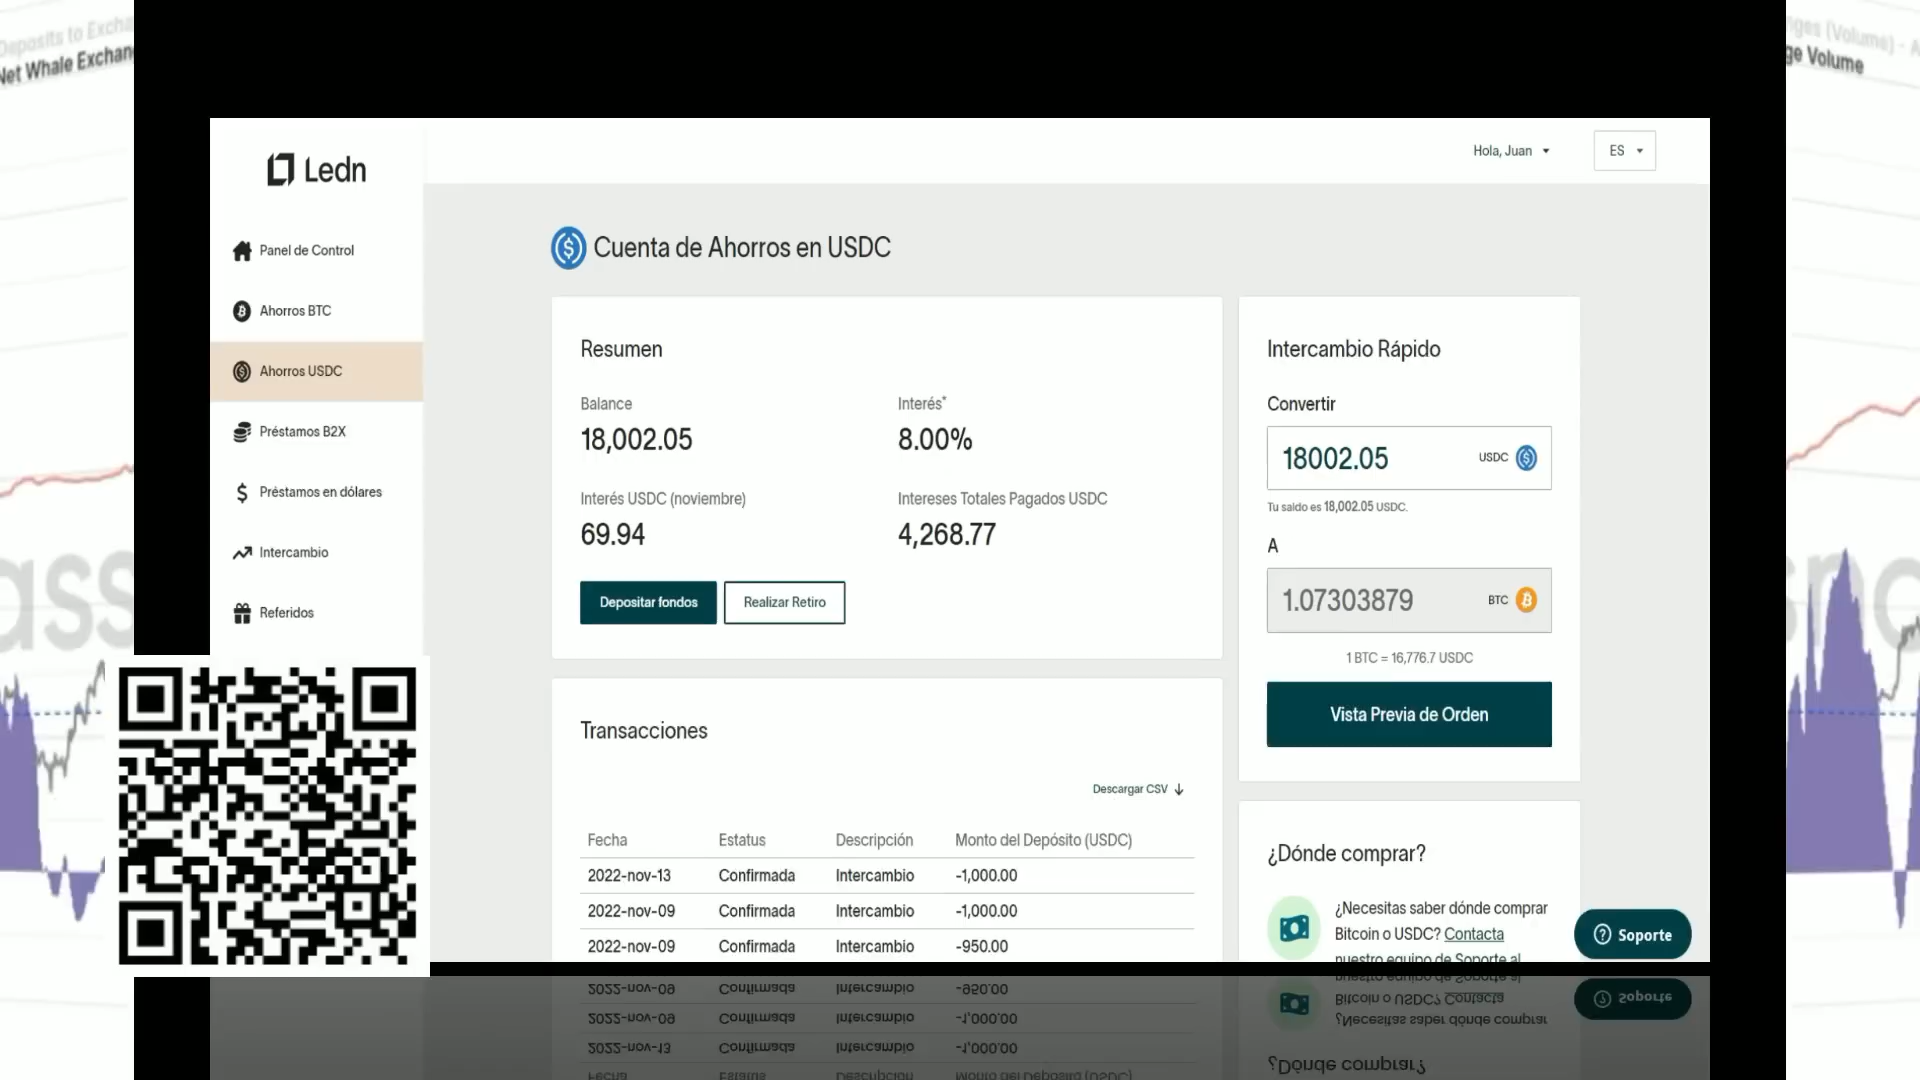 Net Whale Exchan
ge Volume
Ledn
Hola, Juan
ES
Panel de Control
Ahorros BTC
Ahorros USDC
Préstamos B2X
Préstamos en dólares
Intercambio
Referidos
Cuenta de Ahorros en USDC
Resumen
Balance
Interés*
18,002.05
8.00%
Interés USDC (noviembre)
Intereses Totales Pagados USDC
69.94
4,268.77
Depositar fondos
Realizar Retiro
Transacciones
Descargar CSV
Fecha Estatus Descripción Monto del Depósito (USDC)
2022-nov-13 Confirmada Intercambio -1,000.00
2022-nov-09 Confirmada Intercambio -1,000.00
2022-nov-09 Confirmada Intercambio -950.00
Intercambio Rápido
Convertir
18002.05 USDC
Tu saldo es 18,002.05 USDC.
A
1.07303879 BTC
1 BTC = 16,776.7 USDC
Vista Previa de Orden
¿Dónde comprar?
¿Necesitas saber dónde comprar
Bitcoin o USDC? Contacta
nuestro equipo de Soporte al
Soporte